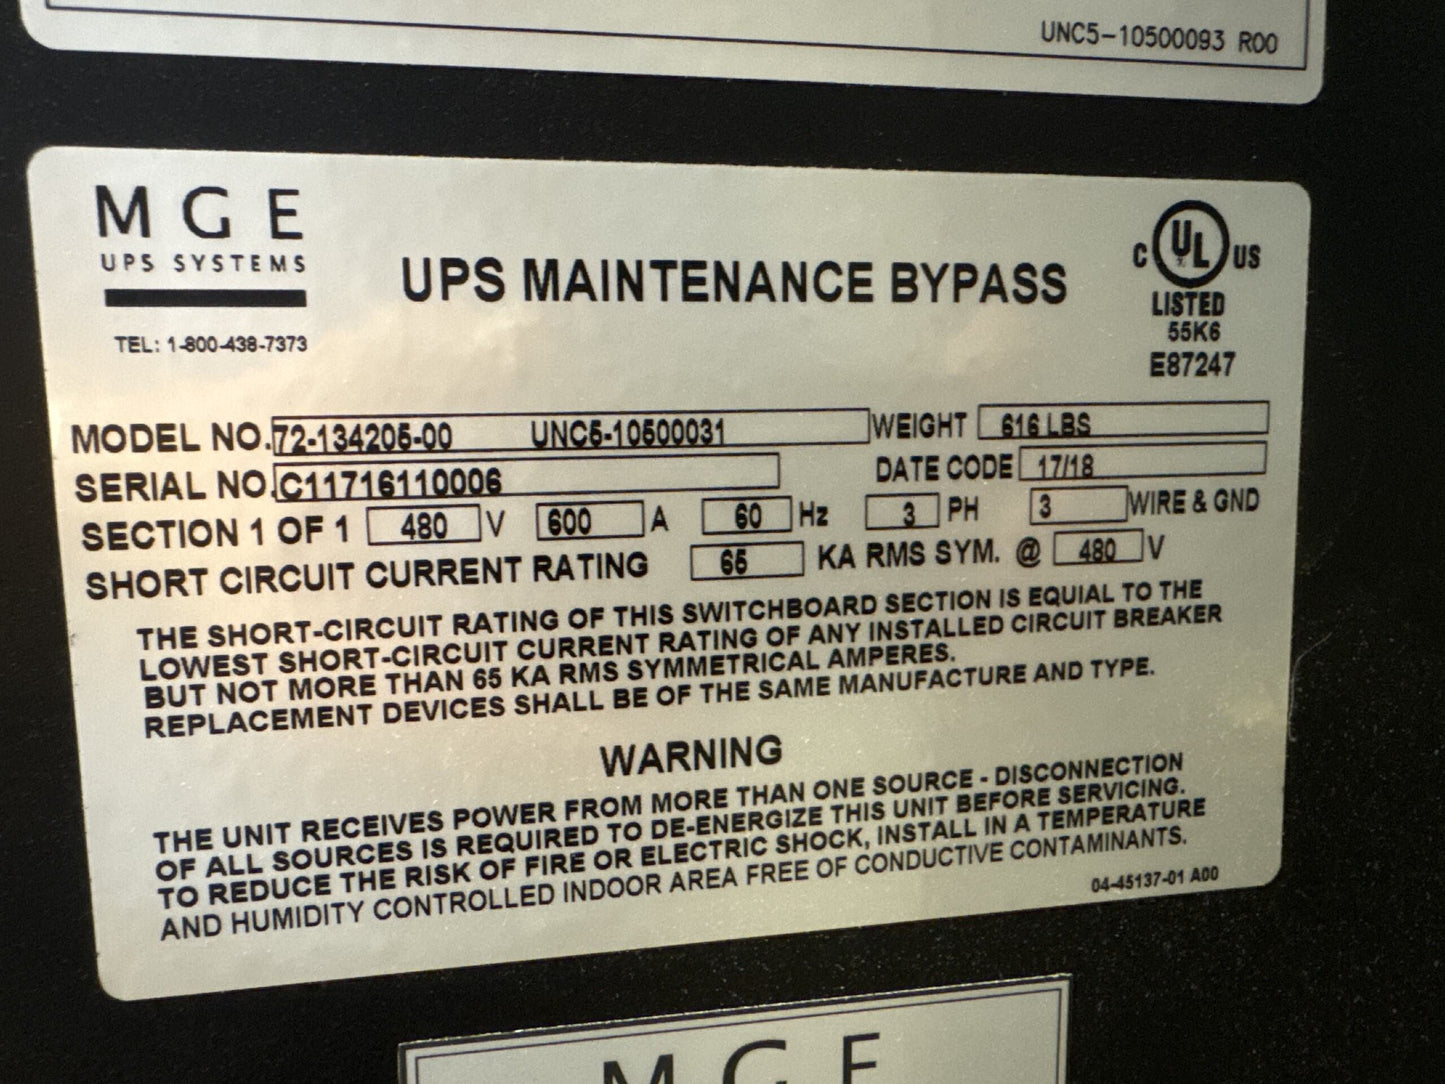 UNC5-10500093 R00
MGE
UPS SYSTEMS
TEL: 1-800-438-7373
UPS MAINTENANCE BYPASS
C UL US
LISTED
55K6
E87247
MODEL NO. 72-134205-00 UNC5-10500031 WEIGHT 616 LBS
SERIAL NO. C11716110006 DATE CODE 17/18
SECTION 1 OF 1 480 V 600 A 60 Hz 3 PH 3 WIRE & GND
SHORT CIRCUIT CURRENT RATING 65 KA RMS SYM. @ 480 V
THE SHORT-CIRCUIT RATING OF THIS SWITCHBOARD SECTION IS EQUAL TO THE
LOWEST SHORT-CIRCUIT CURRENT RATING OF ANY INSTALLED CIRCUIT BREAKER
BUT NOT MORE THAN 65 KA RMS SYMMETRICAL AMPERES.
REPLACEMENT DEVICES SHALL BE OF THE SAME MANUFACTURE AND TYPE.
WARNING
THE UNIT RECEIVES POWER FROM MORE THAN ONE SOURCE - DISCONNECTION
OF ALL SOURCES IS REQUIRED TO DE-ENERGIZE THIS UNIT BEFORE SERVICING.
TO REDUCE THE RISK OF FIRE OR ELECTRIC SHOCK, INSTALL IN A TEMPERATURE
AND HUMIDITY CONTROLLED INDOOR AREA FREE OF CONDUCTIVE CONTAMINANTS.
04-45137-01 A00
MGE